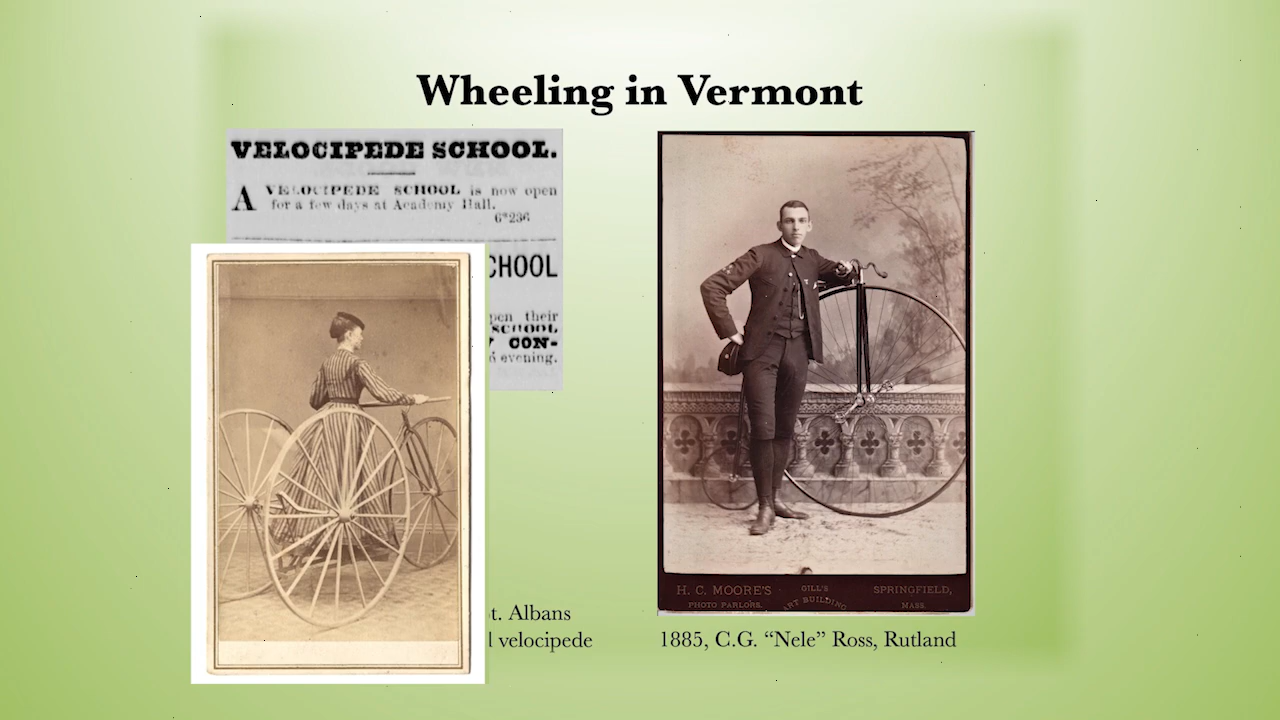 Wheeling in Vermont
VELOCIPEDE SCHOOL.
A VELOCIPEDE SCHOOL is now open
for a few days at Academy Hall.
6*236
CHOOL
pen their
SCHOOL
CON-
evening.
t. Albans
velocipede
H. C. MOORE'S GILL'S SPRINGFIELD,
PHOTO PARLORS. ART BUILDING MASS.
1885, C.G. “Nele” Ross, Rutland